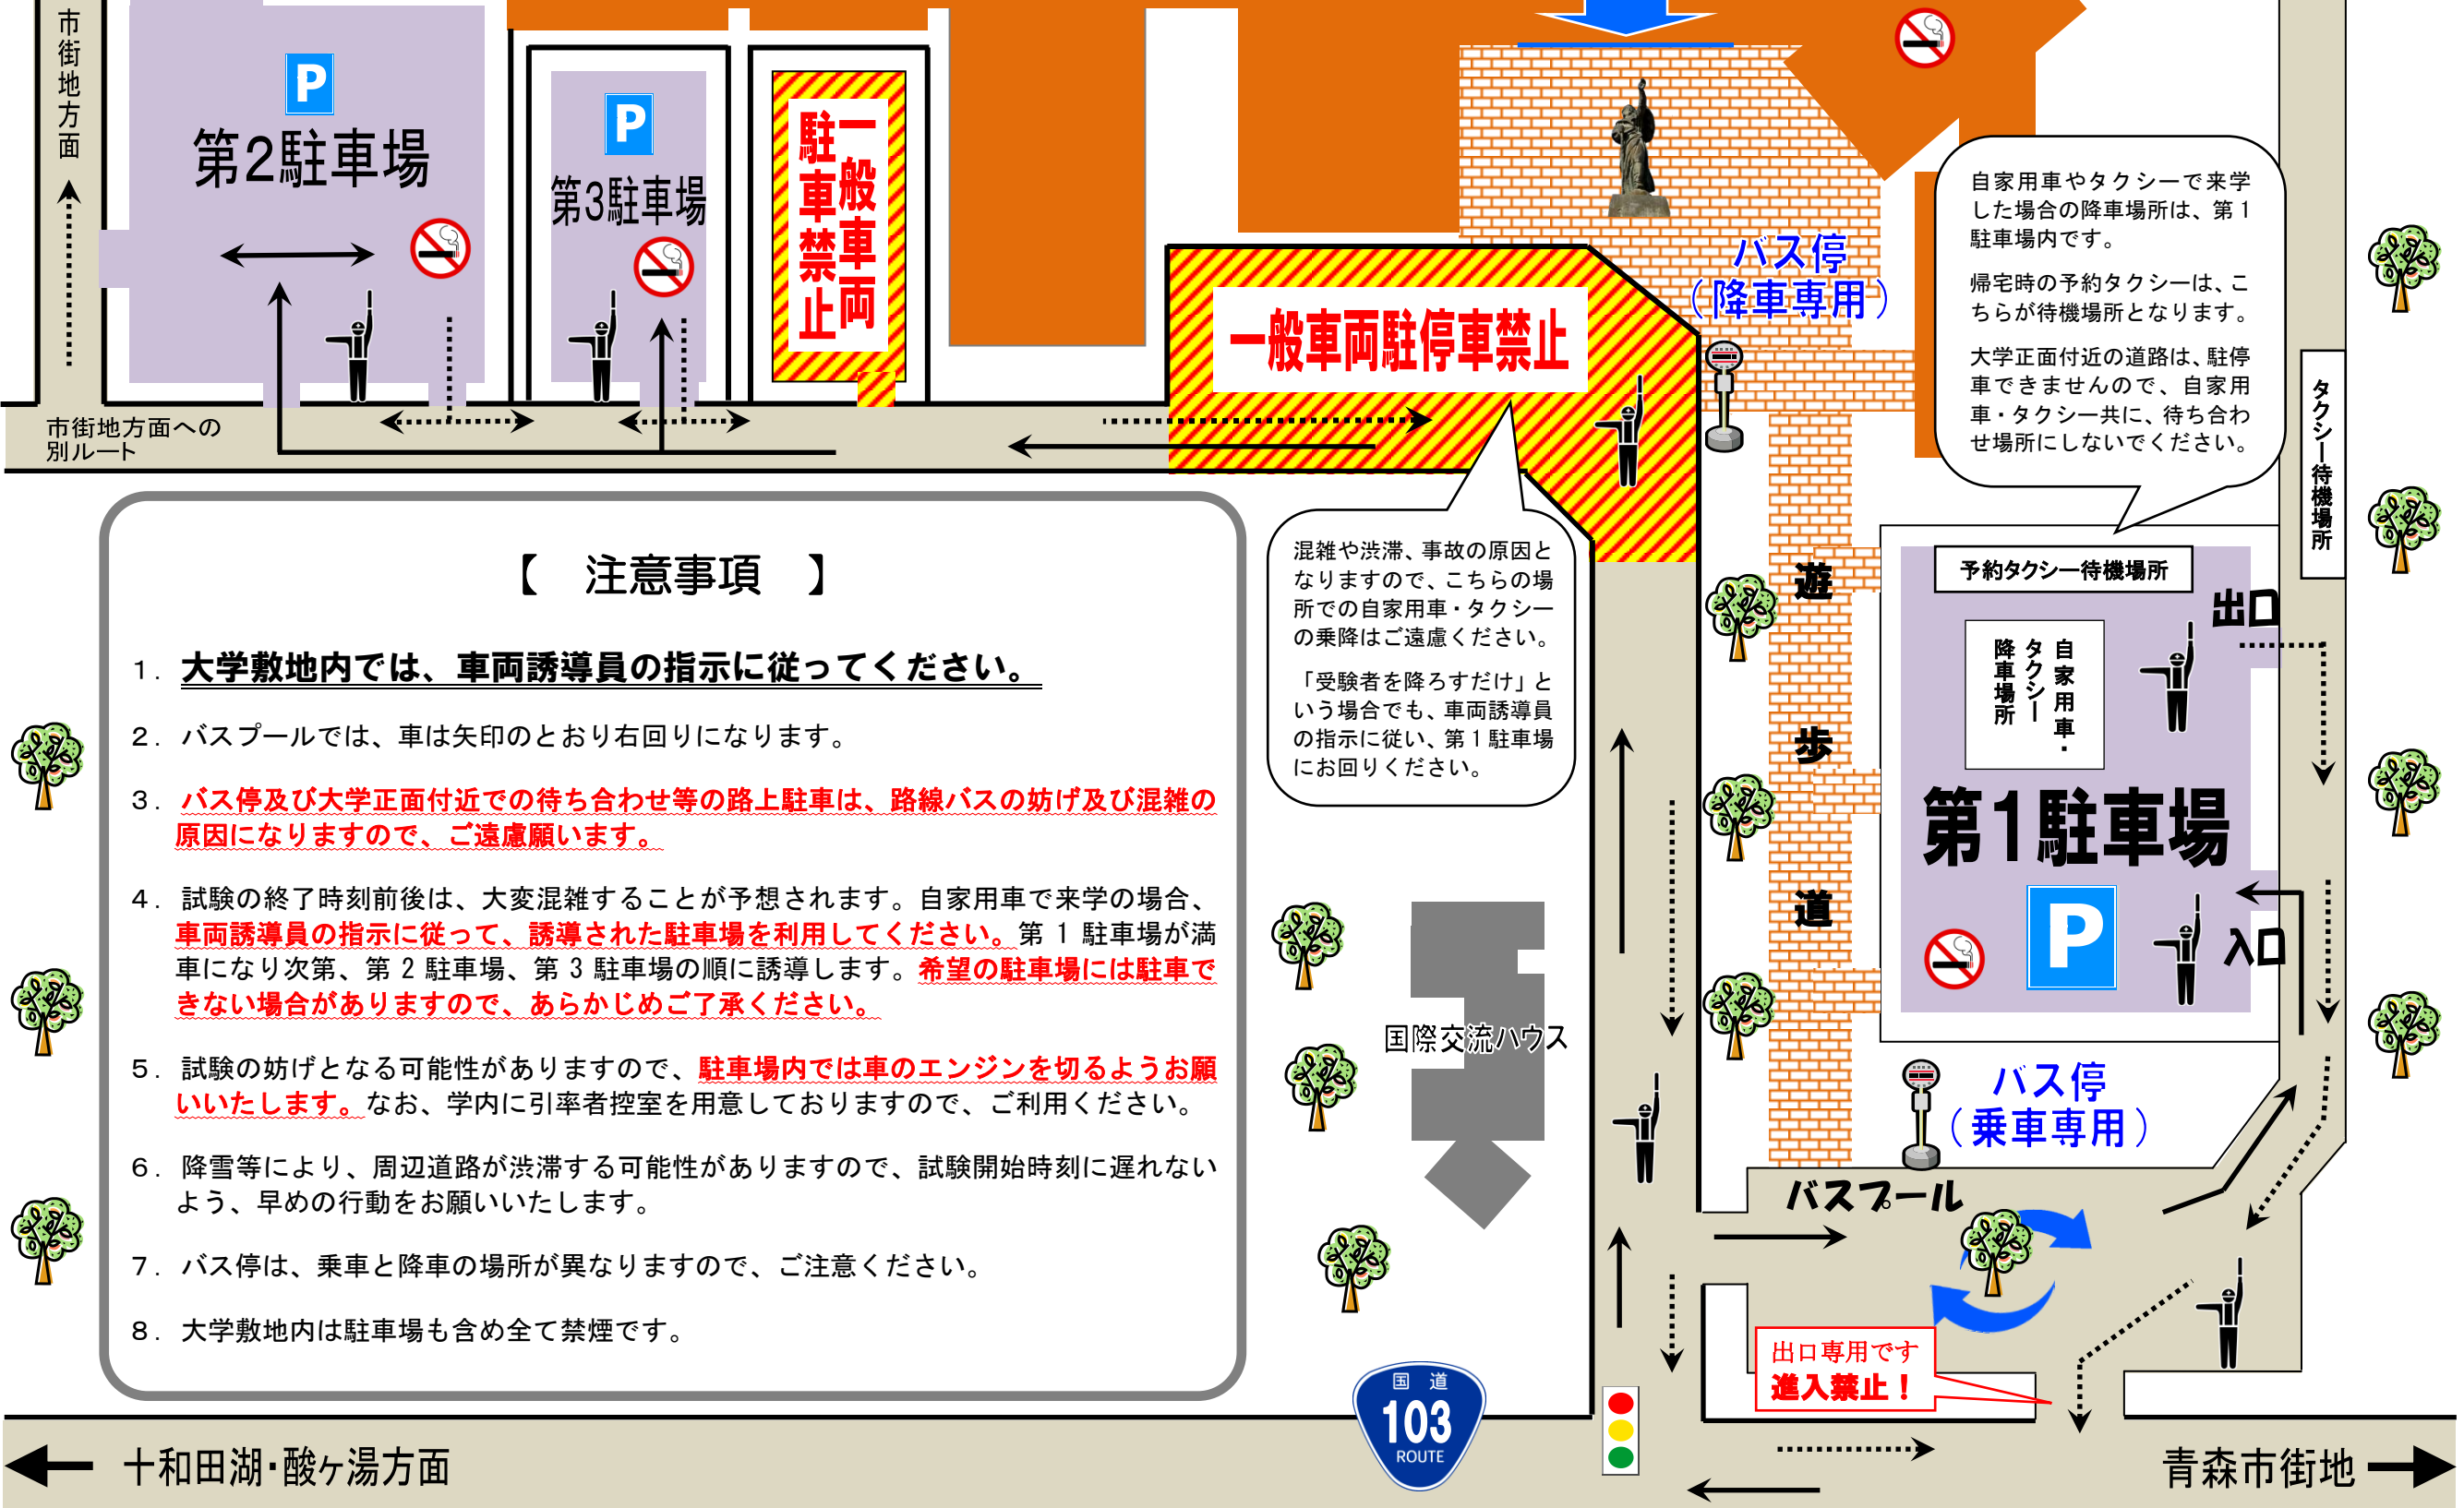 市街地方面
第2駐車場
第3駐車場
一般車両
駐車禁止
一般車両駐停車禁止
バス停
（降車専用）
自家用車やタクシーで来学
した場合の降車場所は、第１
駐車場内です。
帰宅時の予約タクシーは、こ
ちらが待機場所となります。
大学正面付近の道路は、駐停
車できませんので、自家用
車・タクシー共に、待ち合わ
せ場所にしないでください。
タクシー待機場所
市街地方面への
別ルート
【　注意事項　】
１．大学敷地内では、車両誘導員の指示に従ってください。
２．バスプールでは、車は矢印のとおり右回りになります。
３．バス停及び大学正面付近での待ち合わせ等の路上駐車は、路線バスの妨げ及び混雑の
原因になりますので、ご遠慮願います。
４．試験の終了時刻前後は、大変混雑することが予想されます。自家用車で来学の場合、
車両誘導員の指示に従って、誘導された駐車場を利用してください。第 1 駐車場が満
車になり次第、第 2 駐車場、第 3 駐車場の順に誘導します。希望の駐車場には駐車で
きない場合がありますので、あらかじめご了承ください。
５．試験の妨げとなる可能性がありますので、駐車場内では車のエンジンを切るようお願
いいたします。なお、学内に引率者控室を用意しておりますので、ご利用ください。
６．降雪等により、周辺道路が渋滞する可能性がありますので、試験開始時刻に遅れない
よう、早めの行動をお願いいたします。
７．バス停は、乗車と降車の場所が異なりますので、ご注意ください。
８．大学敷地内は駐車場も含め全て禁煙です。
混雑や渋滞、事故の原因と
なりますので、こちらの場
所での自家用車・タクシー
の乗降はご遠慮ください。
「受験者を降ろすだけ」と
いう場合でも、車両誘導員
の指示に従い、第１駐車場
にお回りください。
遊歩道
予約タクシー待機場所
自家用車・
タクシー
降車場所
出口
第1駐車場
P
P
P
入口
国際交流ハウス
バス停
（乗車専用）
バスプール
出口専用です
進入禁止！
国道
103
ROUTE
十和田湖・酸ヶ湯方面
青森市街地